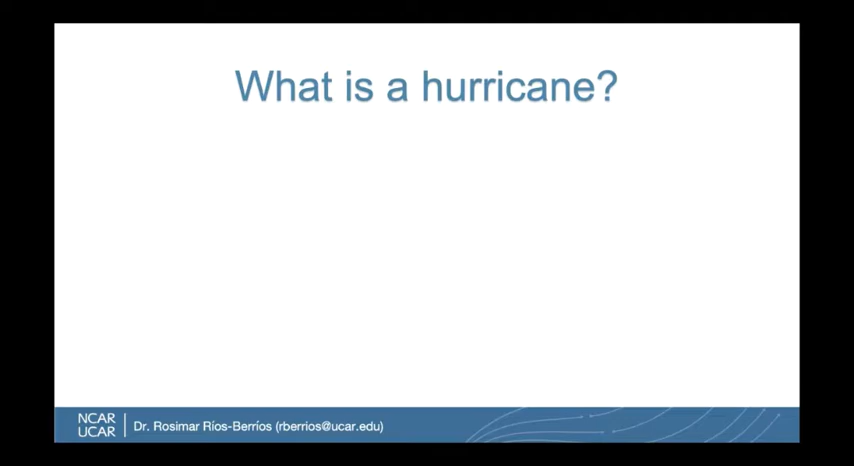 What is a hurricane?
NCAR
UCAR
Dr. Rosimar Ríos-Berríos (rberrios@ucar.edu)